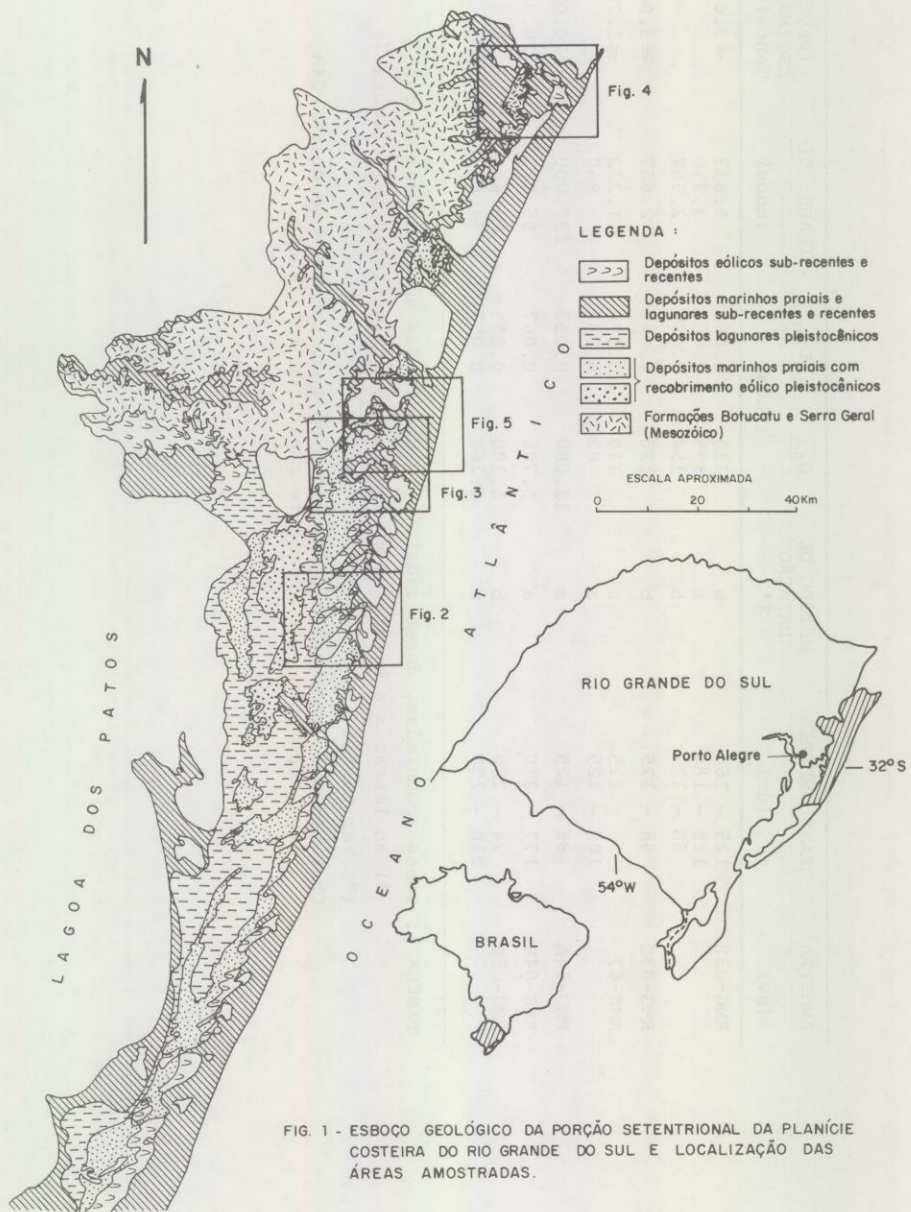 N
Fig. 4
LEGENDA :
Depósitos eólicos sub-recentes e
recentes
Depósitos marinhos praiais e
lagunares sub-recentes e recentes
Depósitos lagunares pleistocênicos
Depósitos marinhos praiais com
recobrimento eólico pleistocênicos
Formações Botucatu e Serra Geral
(Mesozóico)
ESCALA APROXIMADA
0 20 40 Km
Fig. 5
Fig. 3
Fig. 2
OCEANO ATLÂNTICO
LAGOA DOS PATOS
RIO GRANDE DO SUL
Porto Alegre
32° S
54° W
BRASIL
FIG. 1 - ESBOÇO GEOLÓGICO DA PORÇÃO SETENTRIONAL DA PLANÍCIE
COSTEIRA DO RIO GRANDE DO SUL E LOCALIZAÇÃO DAS
ÁREAS AMOSTRADAS.